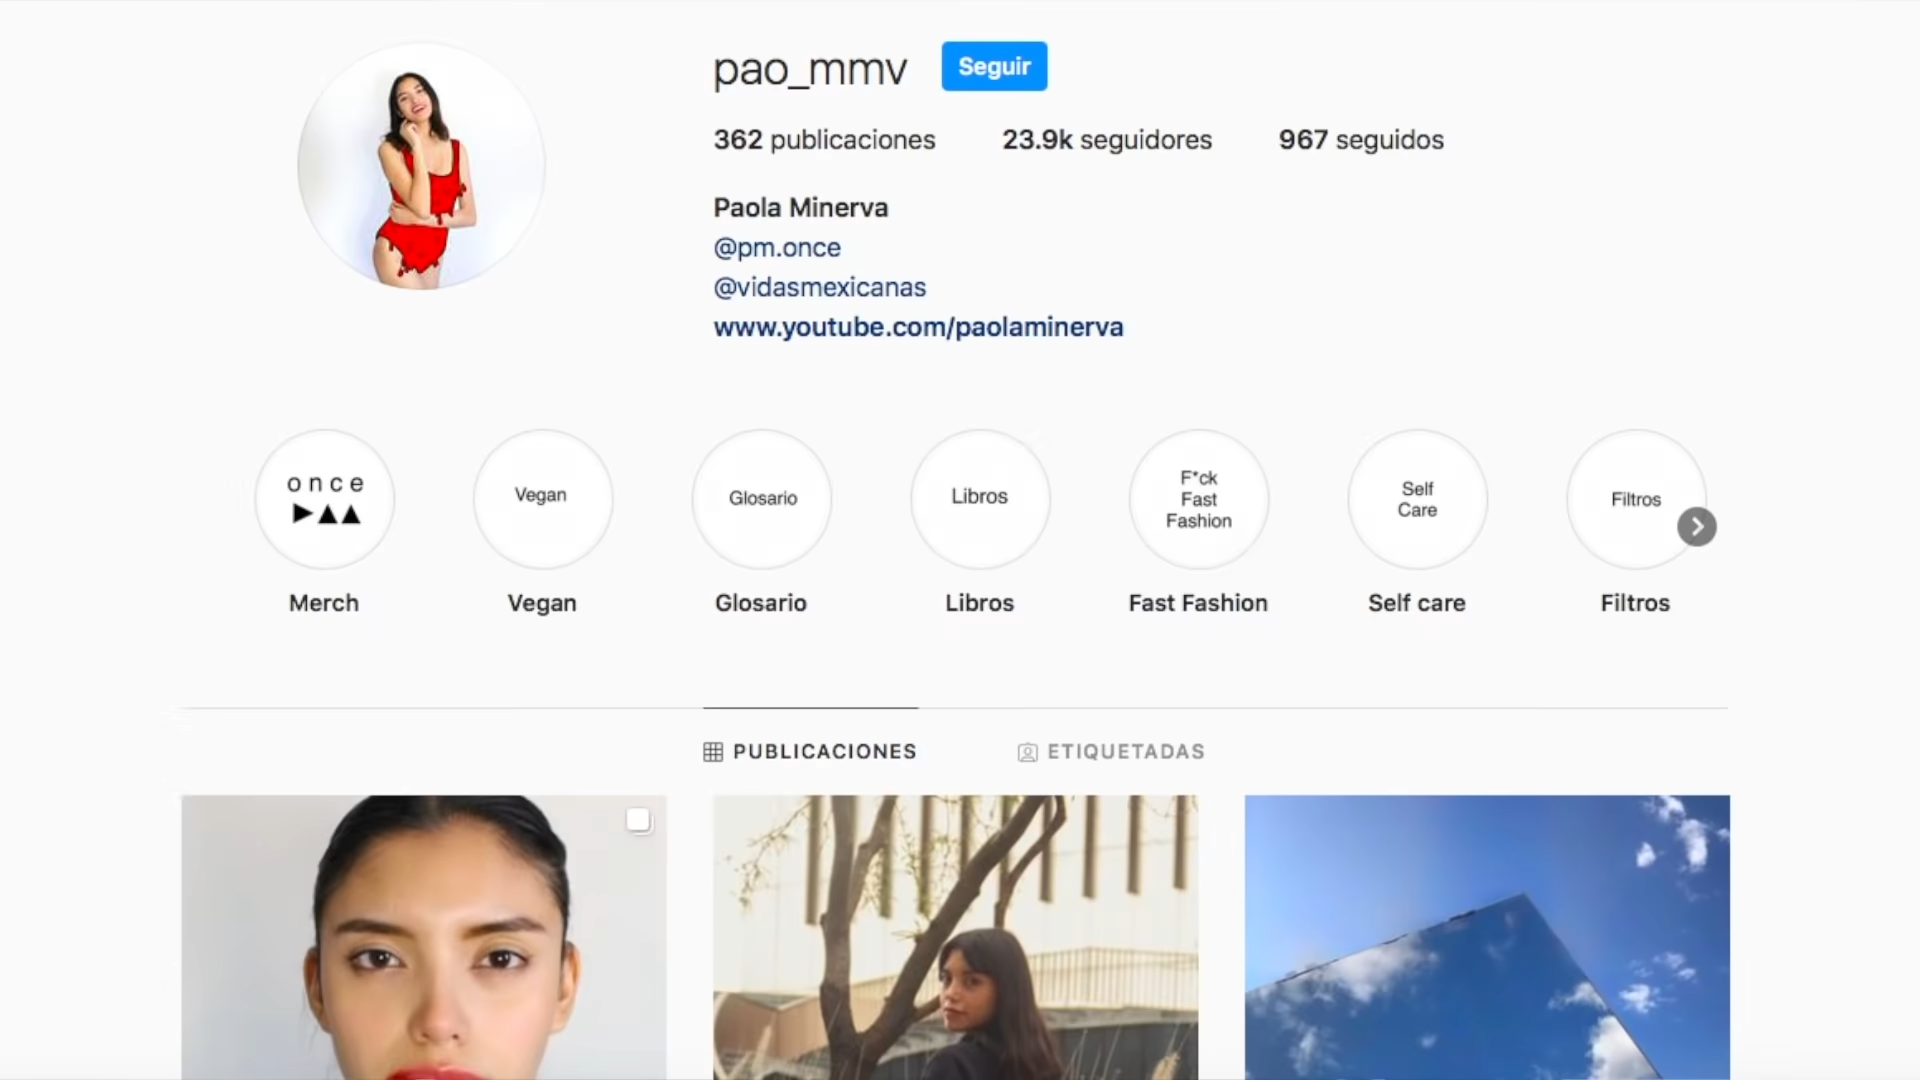 pao_mmv Seguir
362 publicaciones 23.9k seguidores 967 seguidos
Paola Minerva
@pm.once
@vidasmexicanas
www.youtube.com/paolaminerva
once
Vegan
Glosario
Libros
F*ck
Fast
Fashion
Self
Care
Filtros
Merch Vegan Glosario Libros Fast Fashion Self care Filtros
PUBLICACIONES ETIQUETADAS